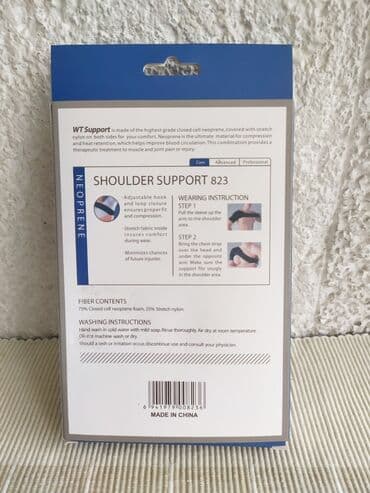 WT Support is made of the highest grade closed cell neoprene, covered with stretch
nylon on both sides for your comfort. Neoprene is the ultimate material for compression
and heat retention, which helps improve blood circulation. This combination provides a
therapeutic treatment to muscle and joint pain or injury.
Core Advanced Professional
NEOPRENE
SHOULDER SUPPORT 823
-Adjustable hook
and loop closure
ensures proper fit
and compression.
-Stretch fabric inside
insures comfort
during wear.
-Minimizes chances
of future injuries.
WEARING INSTRUCTION
STEP 1
Pull the sleeve up the
arm to the shoulder
area.
STEP 2
Bring the chest strap
over the head and
under the opposite
arm. Make sure the
support fit snugly
in the shoulder area.
FIBER CONTENTS
75% Closed cell neoprene foam, 25% Stretch nylon.
WASHING INSTRUCTIONS
Hand wash in cold water with mild soap. Rinse thoroughly. Air dry at room temperature.
Do not machine wash or dry.
Should a rash or irritation occur, discontinue use and consult your physician.
6 941979 008236
MADE IN CHINA